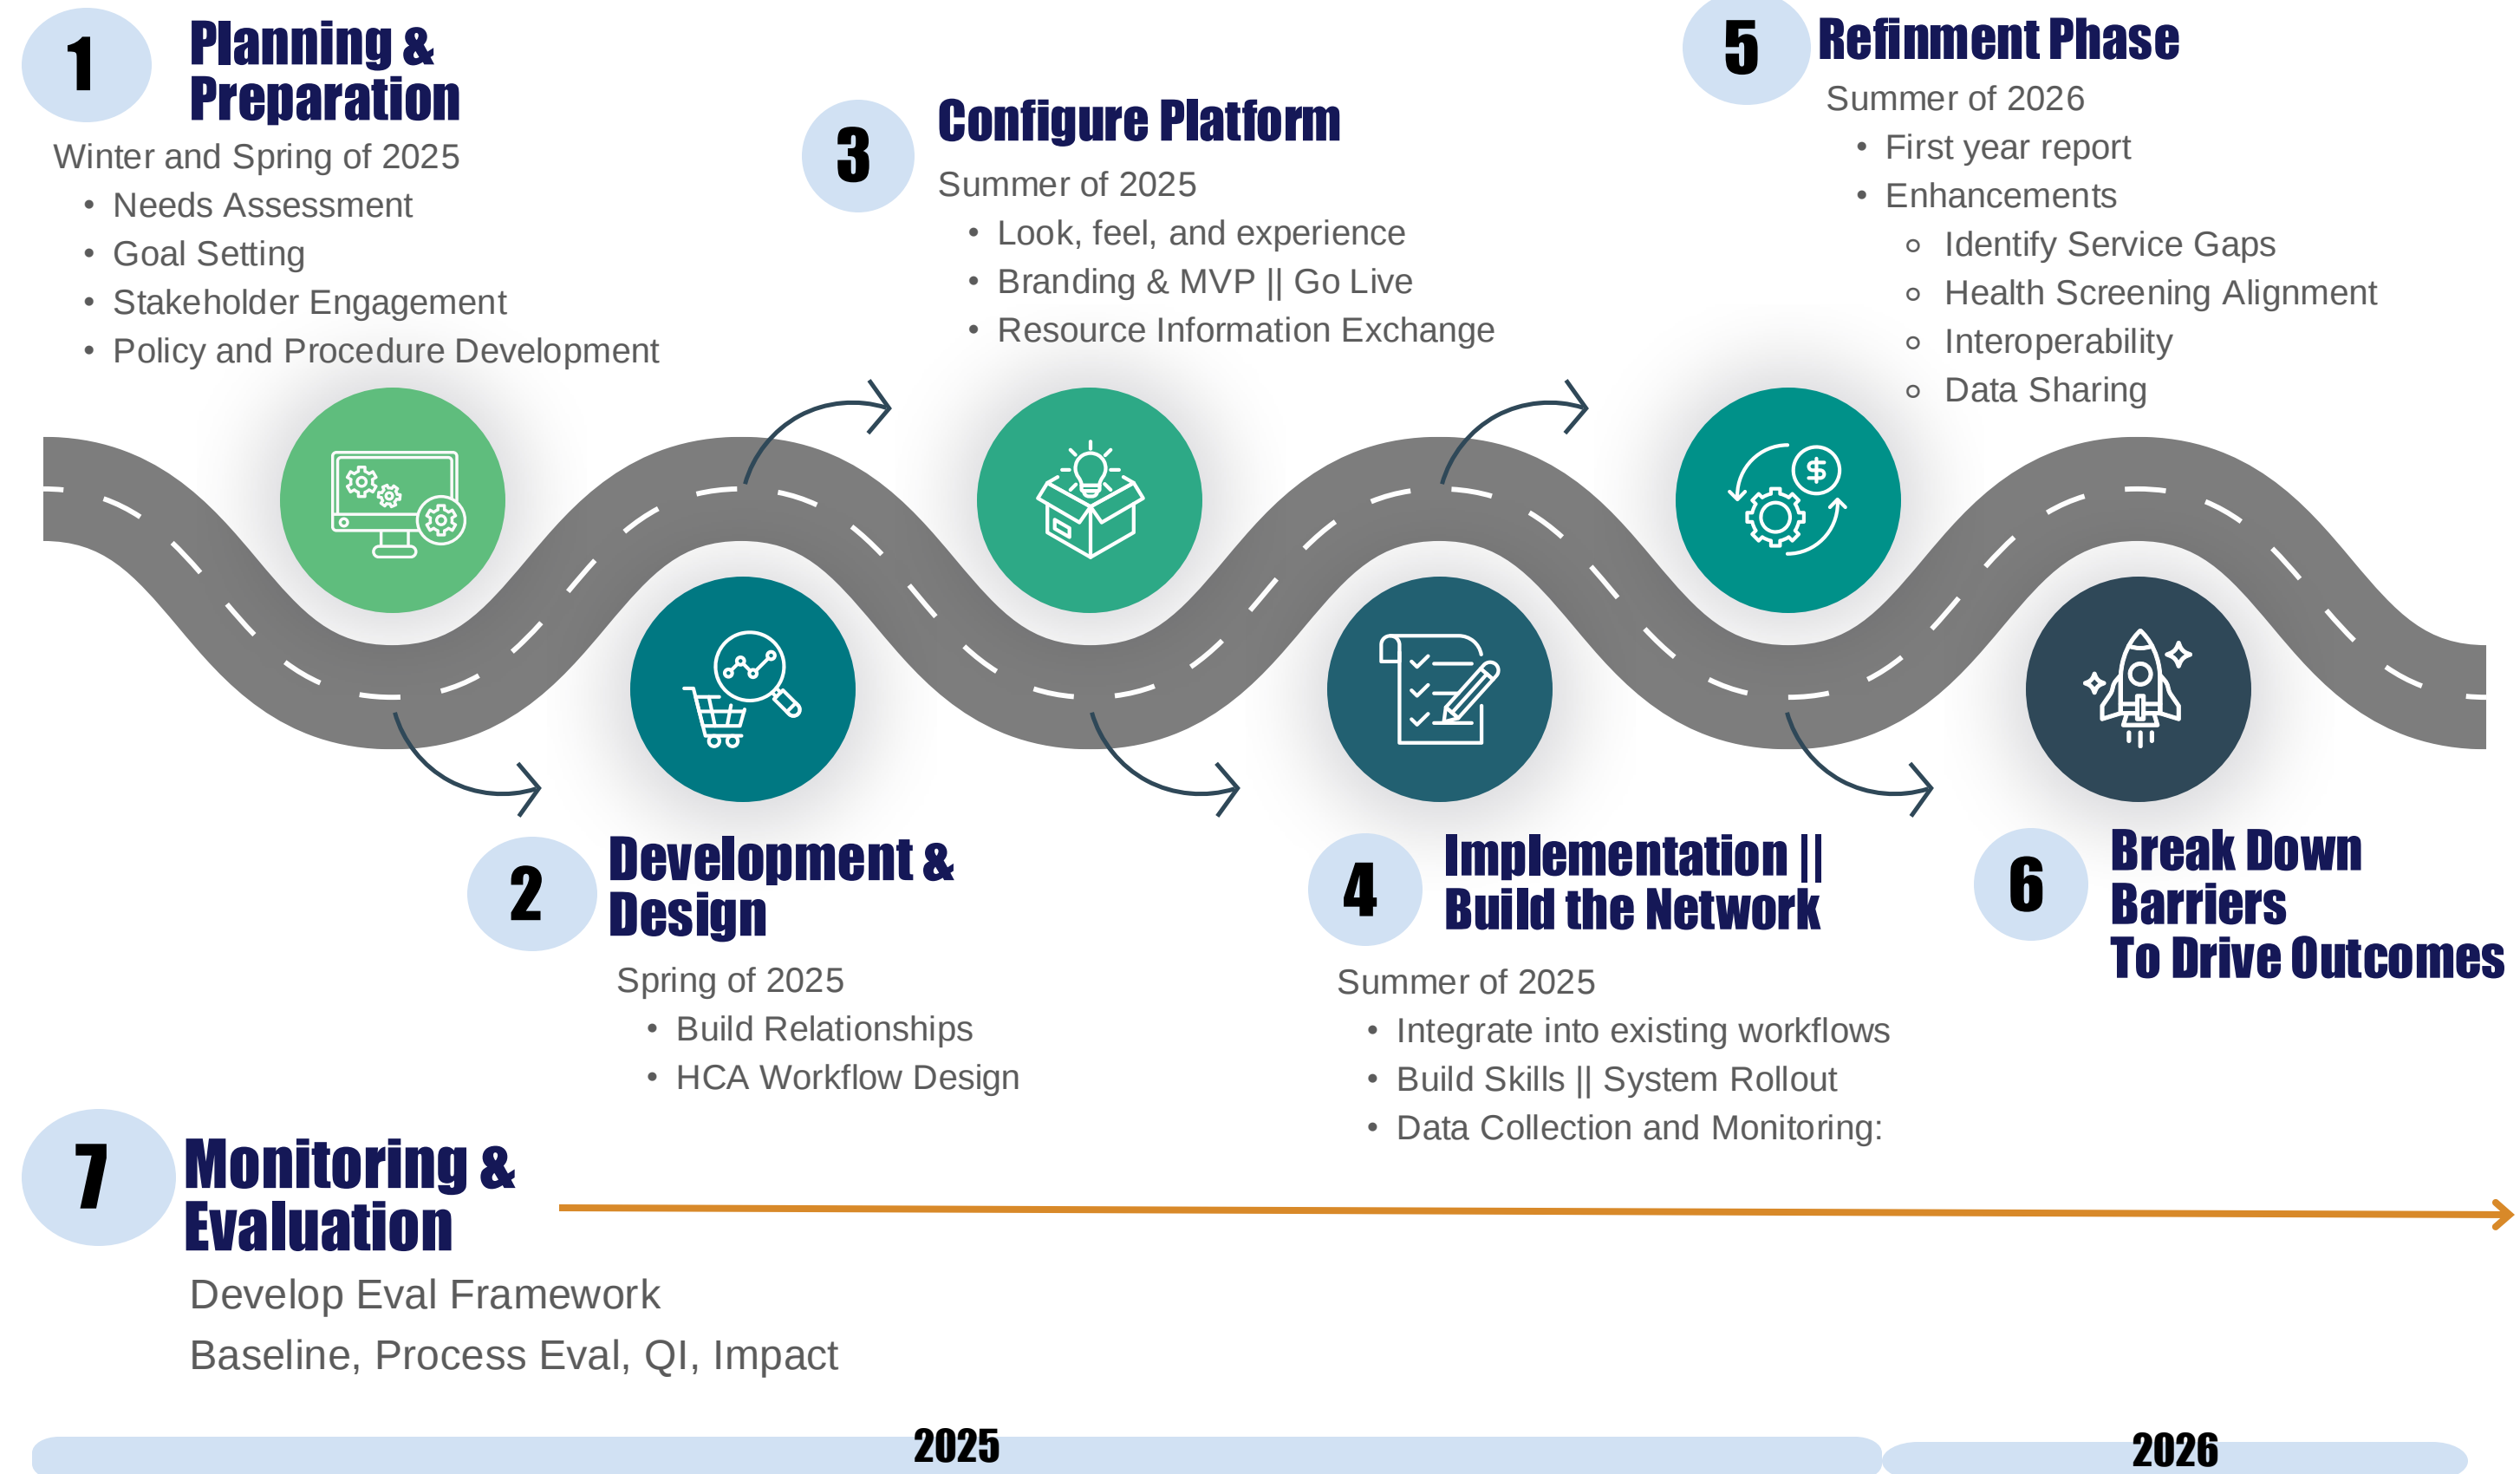 1
Planning &
Preparation
Winter and Spring of 2025
• Needs Assessment
• Goal Setting
• Stakeholder Engagement
• Policy and Procedure Development
2
Development &
Design
Spring of 2025
• Build Relationships
• HCA Workflow Design
3
Configure Platform
Summer of 2025
• Look, feel, and experience
• Branding & MVP || Go Live
• Resource Information Exchange
4
Implementation ||
Build the Network
Summer of 2025
• Integrate into existing workflows
• Build Skills || System Rollout
• Data Collection and Monitoring:
5
Refinment Phase
Summer of 2026
• First year report
• Enhancements
○ Identify Service Gaps
○ Health Screening Alignment
○ Interoperability
○ Data Sharing
$
6
Break Down
Barriers
To Drive Outcomes
7
Monitoring &
Evaluation
Develop Eval Framework
Baseline, Process Eval, QI, Impact
2025
2026